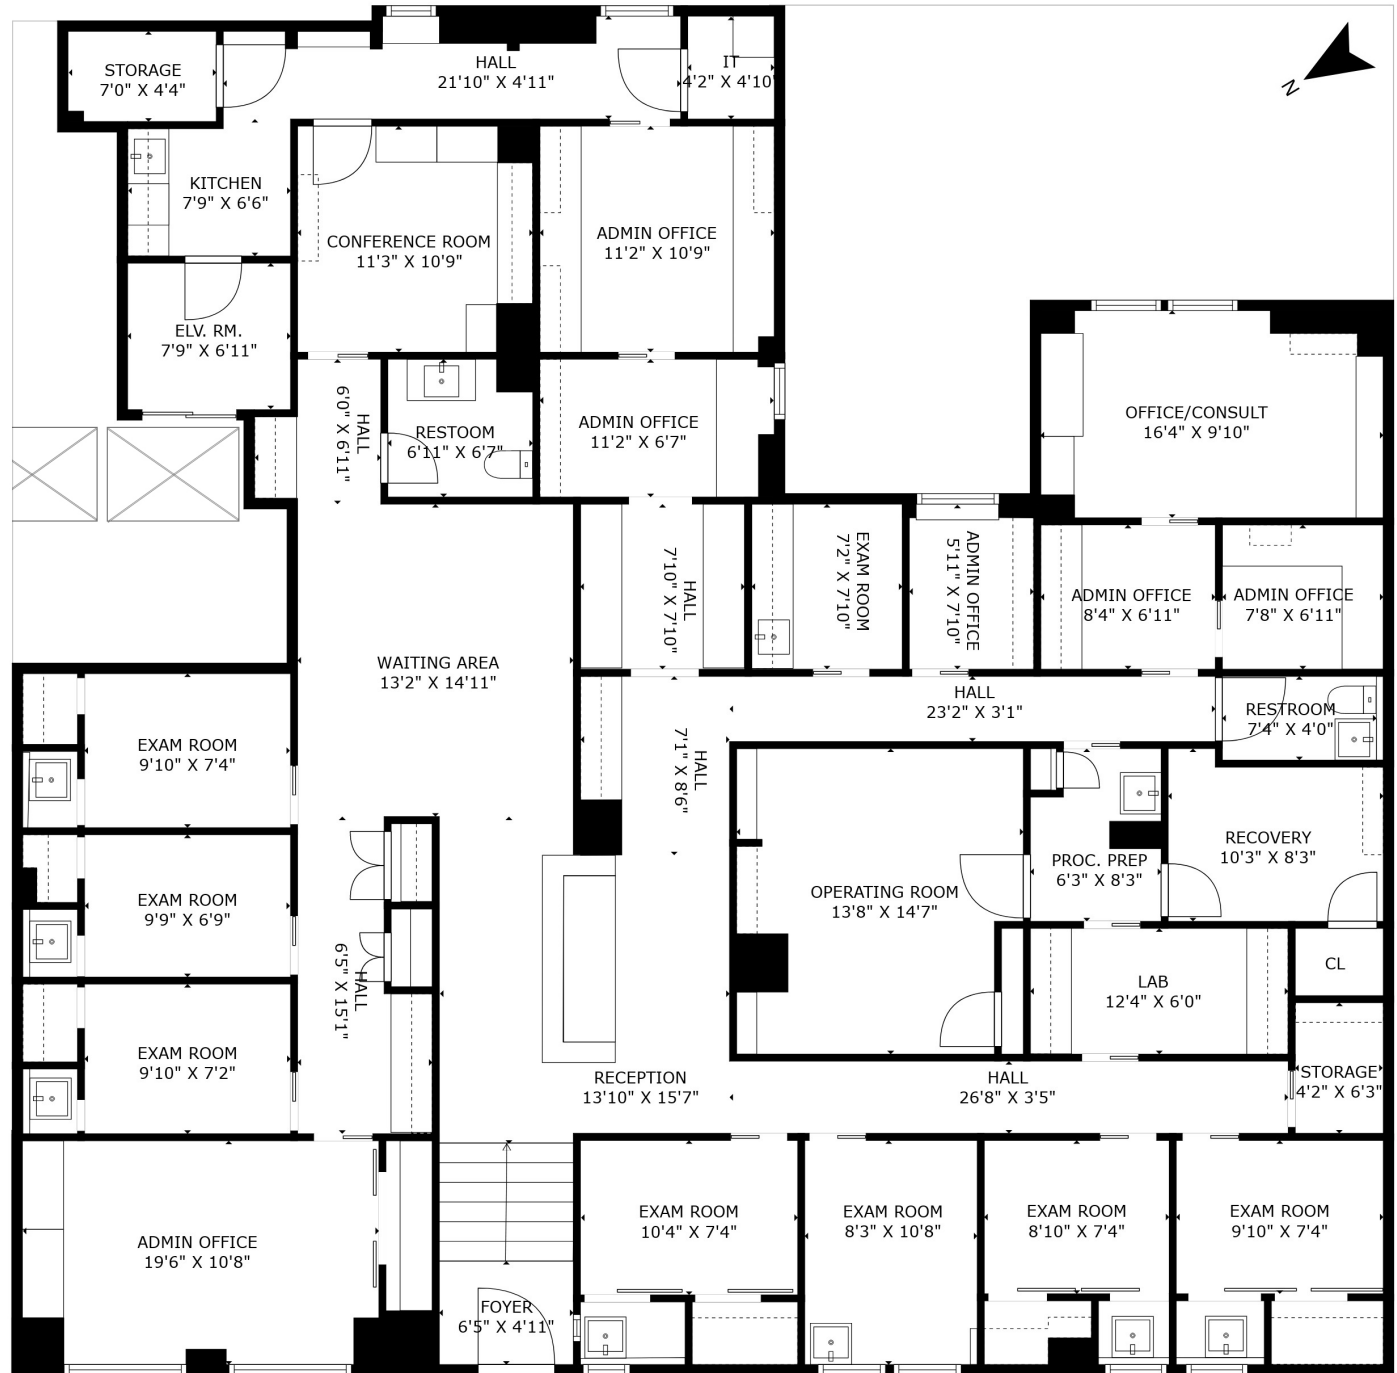 STORAGE
7'0" X 4'4"
HALL
21'10" X 4'11"
IT
4'2" X 4'10"
N
KITCHEN
7'9" X 6'6"
CONFERENCE ROOM
11'3" X 10'9"
ADMIN OFFICE
11'2" X 10'9"
ELV. RM.
7'9" X 6'11"
HALL
6'0" X 6'11"
RESTOOM
6'11" X 6'7"
ADMIN OFFICE
11'2" X 6'7"
OFFICE/CONSULT
16'4" X 9'10"
HALL
7'10" X 7'10"
EXAM ROOM
7'2" X 7'10"
ADMIN OFFICE
5'11" X 7'10"
ADMIN OFFICE
8'4" X 6'11"
ADMIN OFFICE
7'8" X 6'11"
WAITING AREA
13'2" X 14'11"
HALL
23'2" X 3'1"
RESTROOM
7'4" X 4'0"
EXAM ROOM
9'10" X 7'4"
HALL
7'1" X 8'6"
RECOVERY
10'3" X 8'3"
PROC. PREP
6'3" X 8'3"
OPERATING ROOM
13'8" X 14'7"
EXAM ROOM
9'9" X 6'9"
HALL
6'5" X 15'1"
LAB
12'4" X 6'0"
CL
EXAM ROOM
9'10" X 7'2"
RECEPTION
13'10" X 15'7"
HALL
26'8" X 3'5"
STORAGE
4'2" X 6'3"
ADMIN OFFICE
19'6" X 10'8"
EXAM ROOM
10'4" X 7'4"
EXAM ROOM
8'3" X 10'8"
EXAM ROOM
8'10" X 7'4"
EXAM ROOM
9'10" X 7'4"
FOYER
6'5" X 4'11"